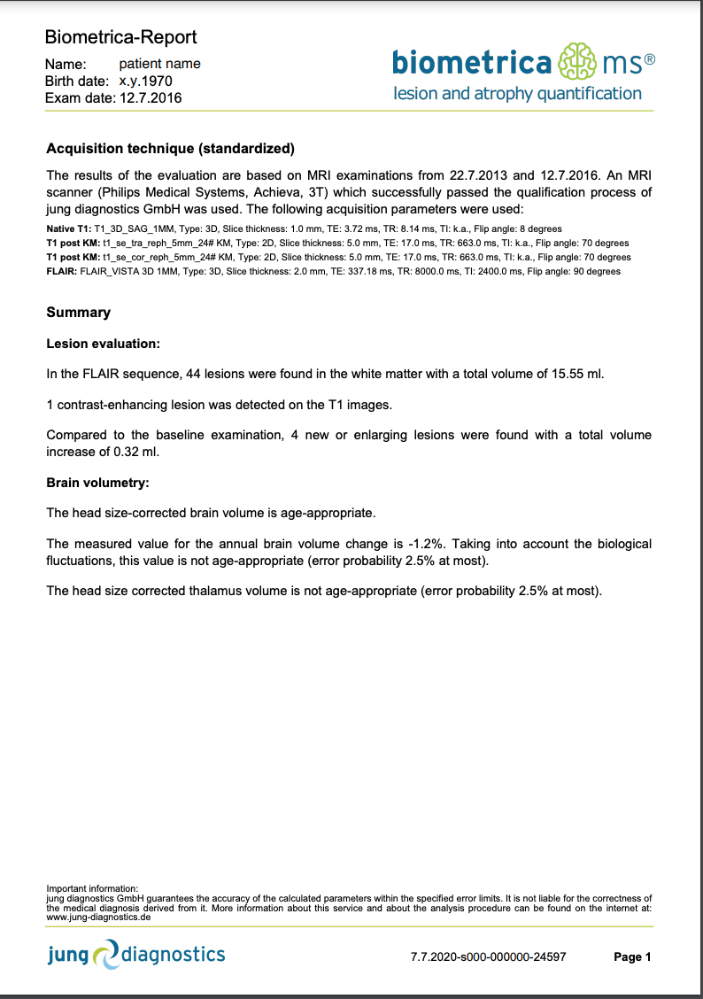 Biometrica-Report
Name: patient name
Birth date: x.y.1970
Exam date: 12.7.2016
biometrica ms®
lesion and atrophy quantification
Acquisition technique (standardized)
The results of the evaluation are based on MRI examinations from 22.7.2013 and 12.7.2016. An MRI
scanner (Philips Medical Systems, Achieva, 3T) which successfully passed the qualification process of
jung diagnostics GmbH was used. The following acquisition parameters were used:
Native T1: T1_3D_SAG_1MM, Type: 3D, Slice thickness: 1.0 mm, TE: 3.72 ms, TR: 8.14 ms, TI: k.a., Flip angle: 8 degrees
T1 post KM: t1_se_tra_reph_5mm_24# KM, Type: 2D, Slice thickness: 5.0 mm, TE: 17.0 ms, TR: 663.0 ms, TI: k.a., Flip angle: 70 degrees
T1 post KM: t1_se_cor_reph_5mm_24# KM, Type: 2D, Slice thickness: 5.0 mm, TE: 17.0 ms, TR: 663.0 ms, TI: k.a., Flip angle: 70 degrees
FLAIR: FLAIR_VISTA 3D 1MM, Type: 3D, Slice thickness: 2.0 mm, TE: 337.18 ms, TR: 8000.0 ms, TI: 2400.0 ms, Flip angle: 90 degrees
Summary
Lesion evaluation:
In the FLAIR sequence, 44 lesions were found in the white matter with a total volume of 15.55 ml.
1 contrast-enhancing lesion was detected on the T1 images.
Compared to the baseline examination, 4 new or enlarging lesions were found with a total volume
increase of 0.32 ml.
Brain volumetry:
The head size-corrected brain volume is age-appropriate.
The measured value for the annual brain volume change is -1.2%. Taking into account the biological
fluctuations, this value is not age-appropriate (error probability 2.5% at most).
The head size corrected thalamus volume is not age-appropriate (error probability 2.5% at most).
Important information:
jung diagnostics GmbH guarantees the accuracy of the calculated parameters within the specified error limits. It is not liable for the correctness of
the medical diagnosis derived from it. More information about this service and about the analysis procedure can be found on the internet at:
www.jung-diagnostics.de
jung diagnostics
7.7.2020-s000-000000-24597
Page 1